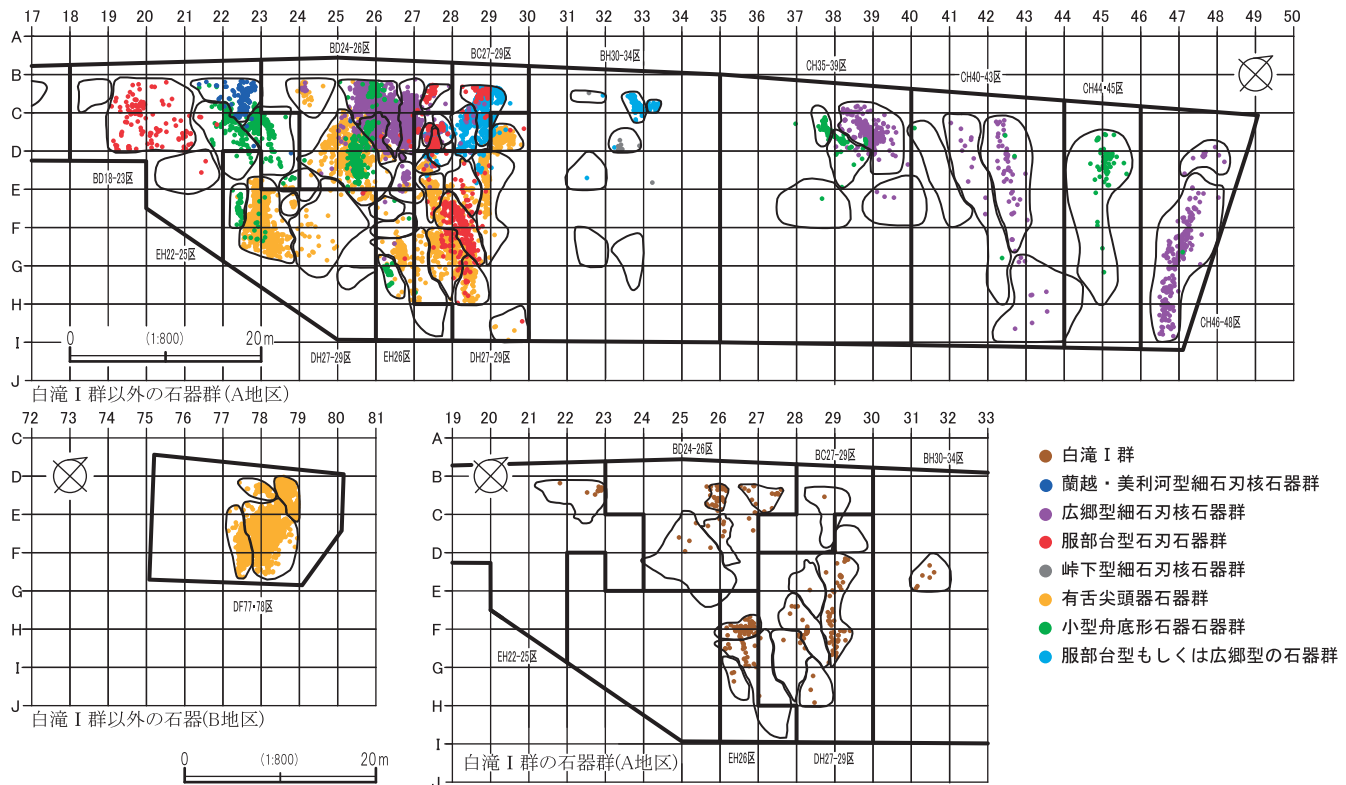 17 18 19 20 21 22 23 24 25 26 27 28 29 30 31 32 33 34 35 36 37 38 39 40 41 42 43 44 45 46 47 48 49 50
A
B
C
D
E
F
G
H
I
J
BD24-26区
BC27-29区
BH30-34区
CH35-39区
CH40-43区
CH44・45区
BD18-23区
EH22-25区
CH46-48区
0 (1:800) 20m
DH27-29区
EH26区
DH27-29区
白滝Ⅰ群以外の石器群(A地区)
72 73 74 75 76 77 78 79 80 81
C
D
E
F
G
H
I
J
DF77・78区
白滝Ⅰ群以外の石器(B地区)
0 (1:800) 20m
19 20 21 22 23 24 25 26 27 28 29 30 31 32 33
A
B
C
D
E
F
G
H
I
J
BD24-26区
BC27-29区
BH30-34区
EH22-25区
EH26区
DH27-29区
白滝Ⅰ群の石器群(A地区)
白滝Ⅰ群
蘭越・美利河型細石刃核石器群
広郷型細石刃核石器群
服部台型石刃石器群
峠下型細石刃核石器群
有舌尖頭器石器群
小型舟底形石器石器群
服部台型もしくは広郷型の石器群